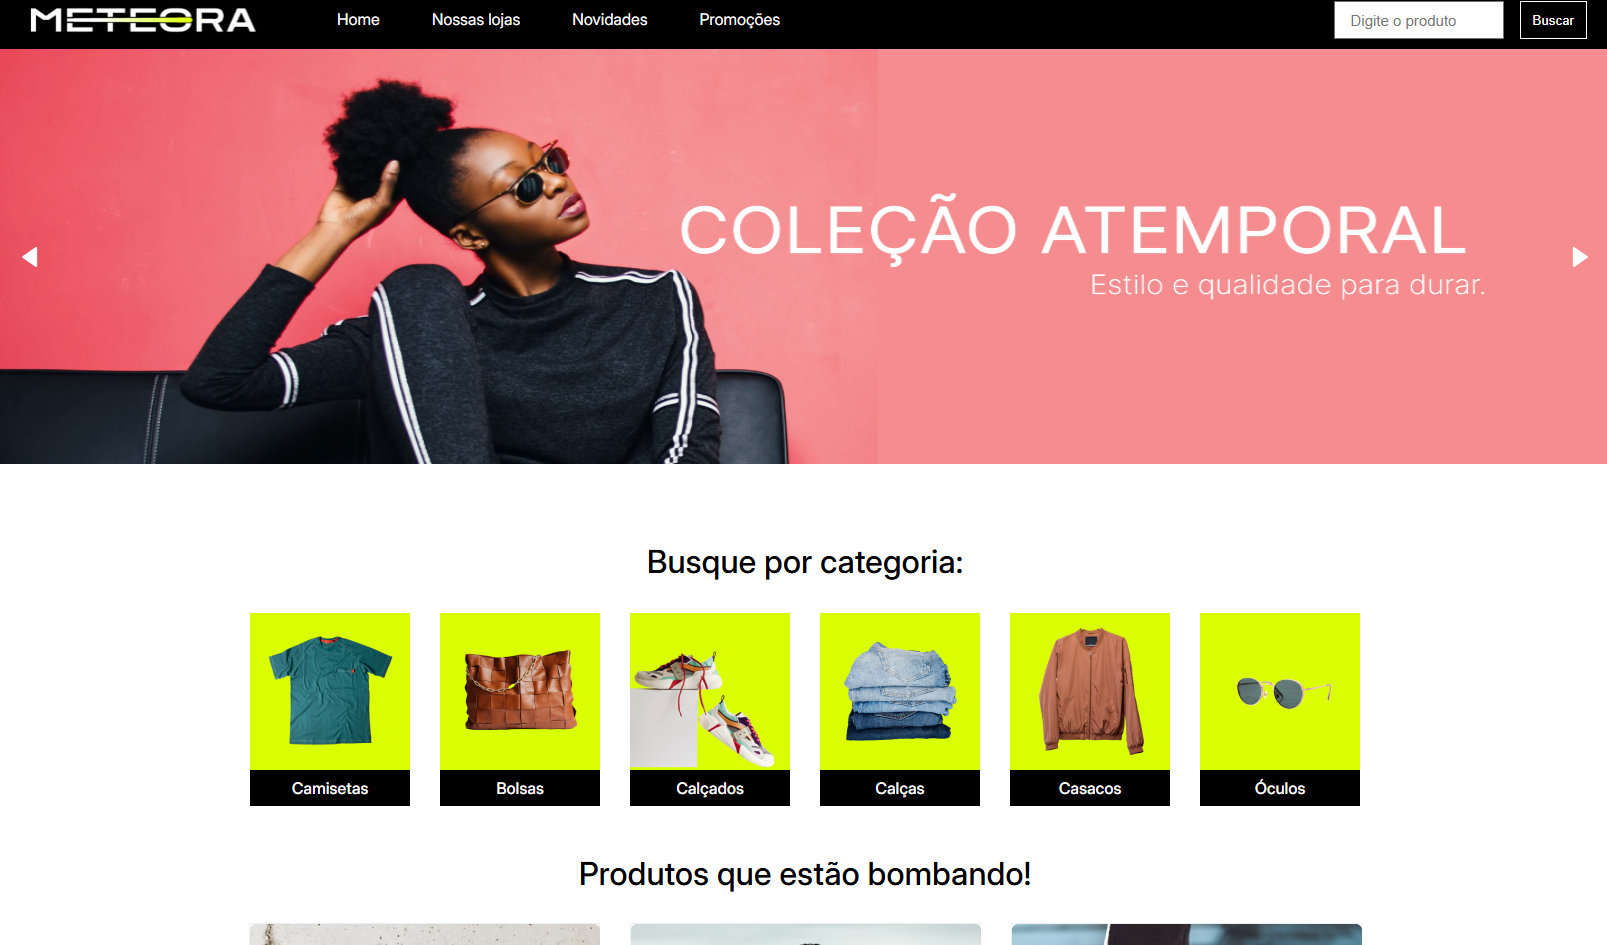 METEORA
Home
Nossas lojas
Novidades
Promoções
Digite o produto
Buscar
COLEÇÃO ATEMPORAL
Estilo e qualidade para durar.
Busque por categoria:
Camisetas
Bolsas
Calçados
Calças
Casacos
Óculos
Produtos que estão bombando!